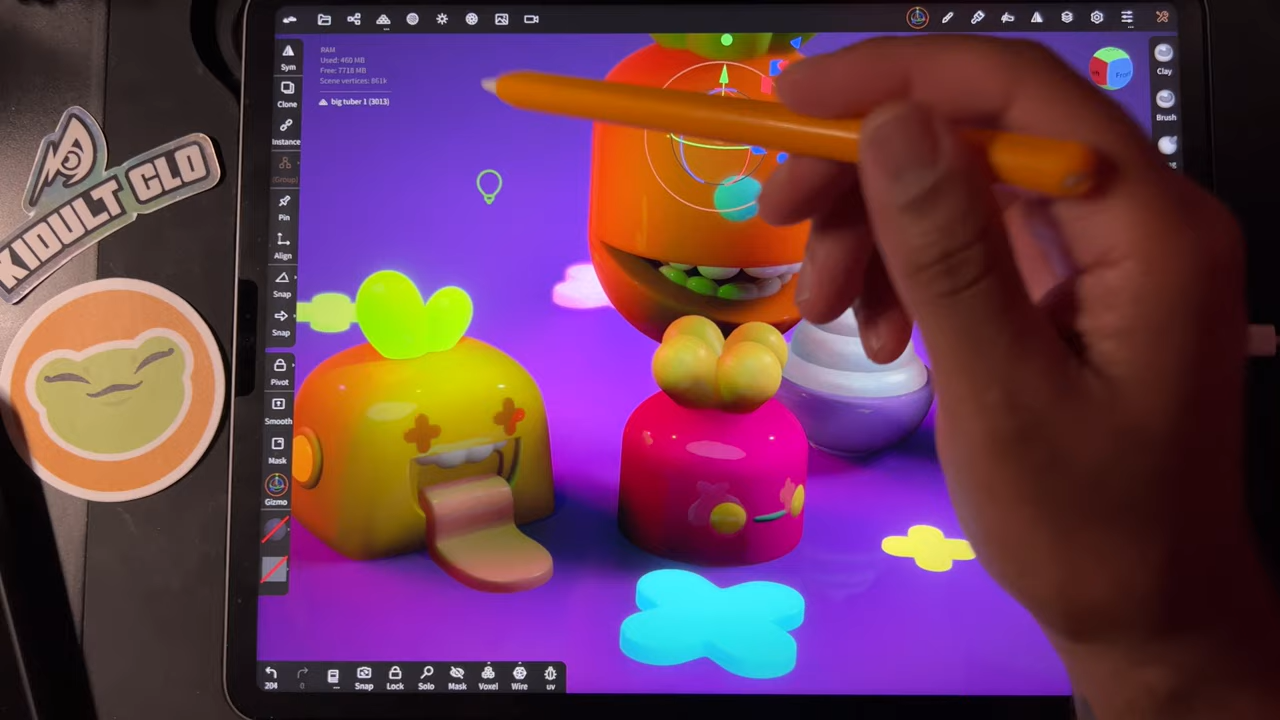 RAM
Used: 460 MB
Free: 7718 MB
Scene vertices: 861k
big tuber 1 (3013)
Sym
Clone
Instance
(Group)
Pin
Align
Snap
Snap
Pivot
Smooth
Mask
Gizmo
Clay
Brush
Front
KIDULT CLO
204
0
Snap
Lock
Solo
Mask
Voxel
Wire
uv